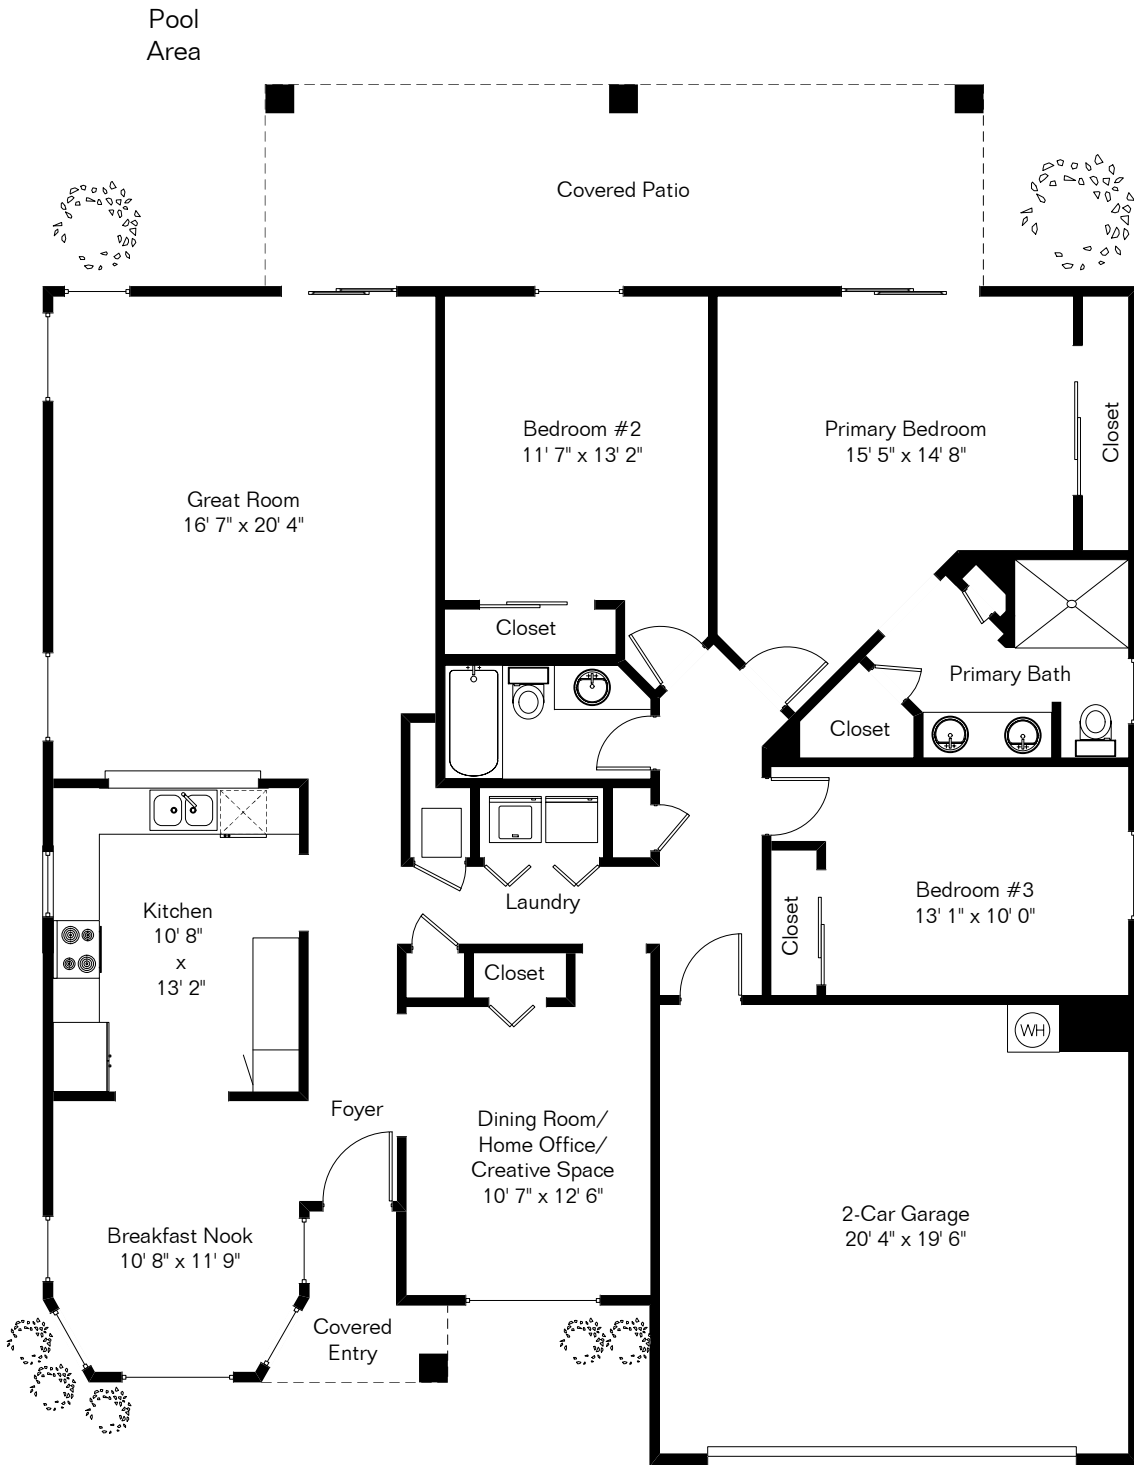 Pool
Area
Covered Patio
Bedroom #2
11' 7" x 13' 2"
Primary Bedroom
15' 5" x 14' 8"
Closet
Great Room
16' 7" x 20' 4"
Closet
Primary Bath
Closet
Kitchen
10' 8"
x
13' 2"
Laundry
Bedroom #3
13' 1" x 10' 0"
Closet
Closet
WH
Foyer
Dining Room/
Home Office/
Creative Space
10' 7" x 12' 6"
2-Car Garage
20' 4" x 19' 6"
Breakfast Nook
10' 8" x 11' 9"
Covered
Entry